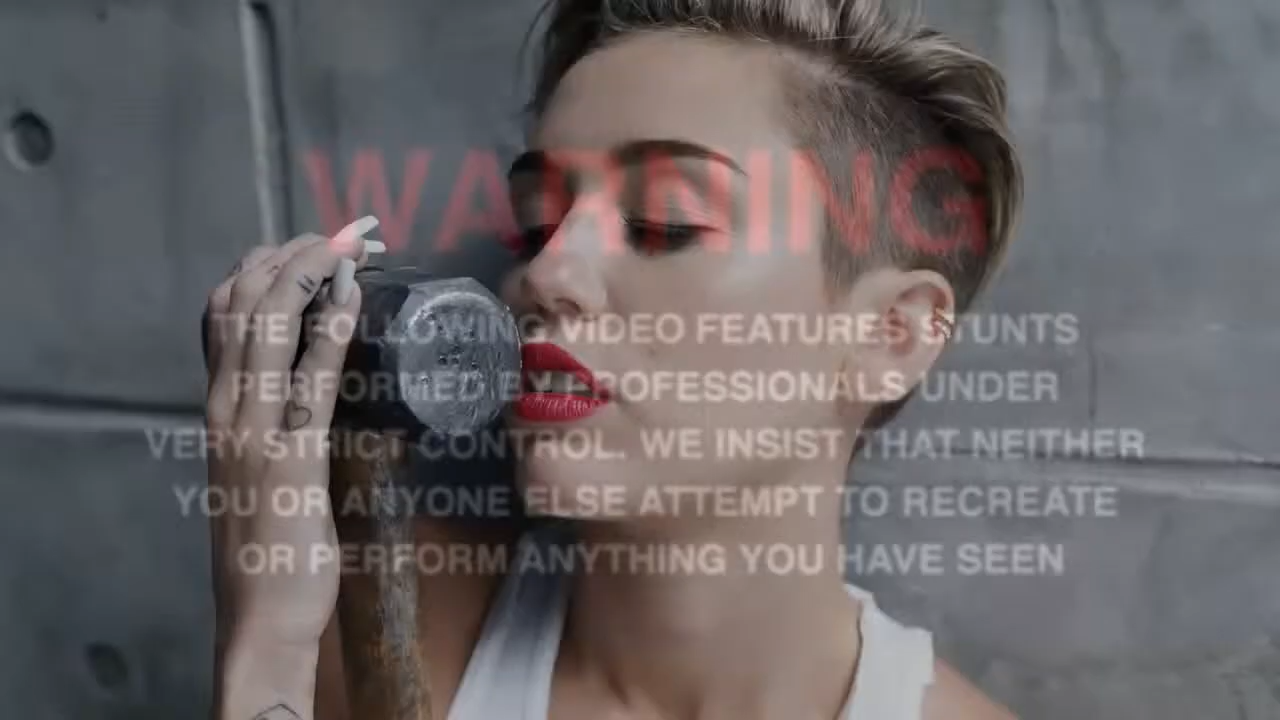 WARNING
THE FOLLOWING VIDEO FEATURES STUNTS
PERFORMED BY PROFESSIONALS UNDER
VERY STRICT CONTROL. WE INSIST THAT NEITHER
YOU OR ANYONE ELSE ATTEMPT TO RECREATE
OR PERFORM ANYTHING YOU HAVE SEEN